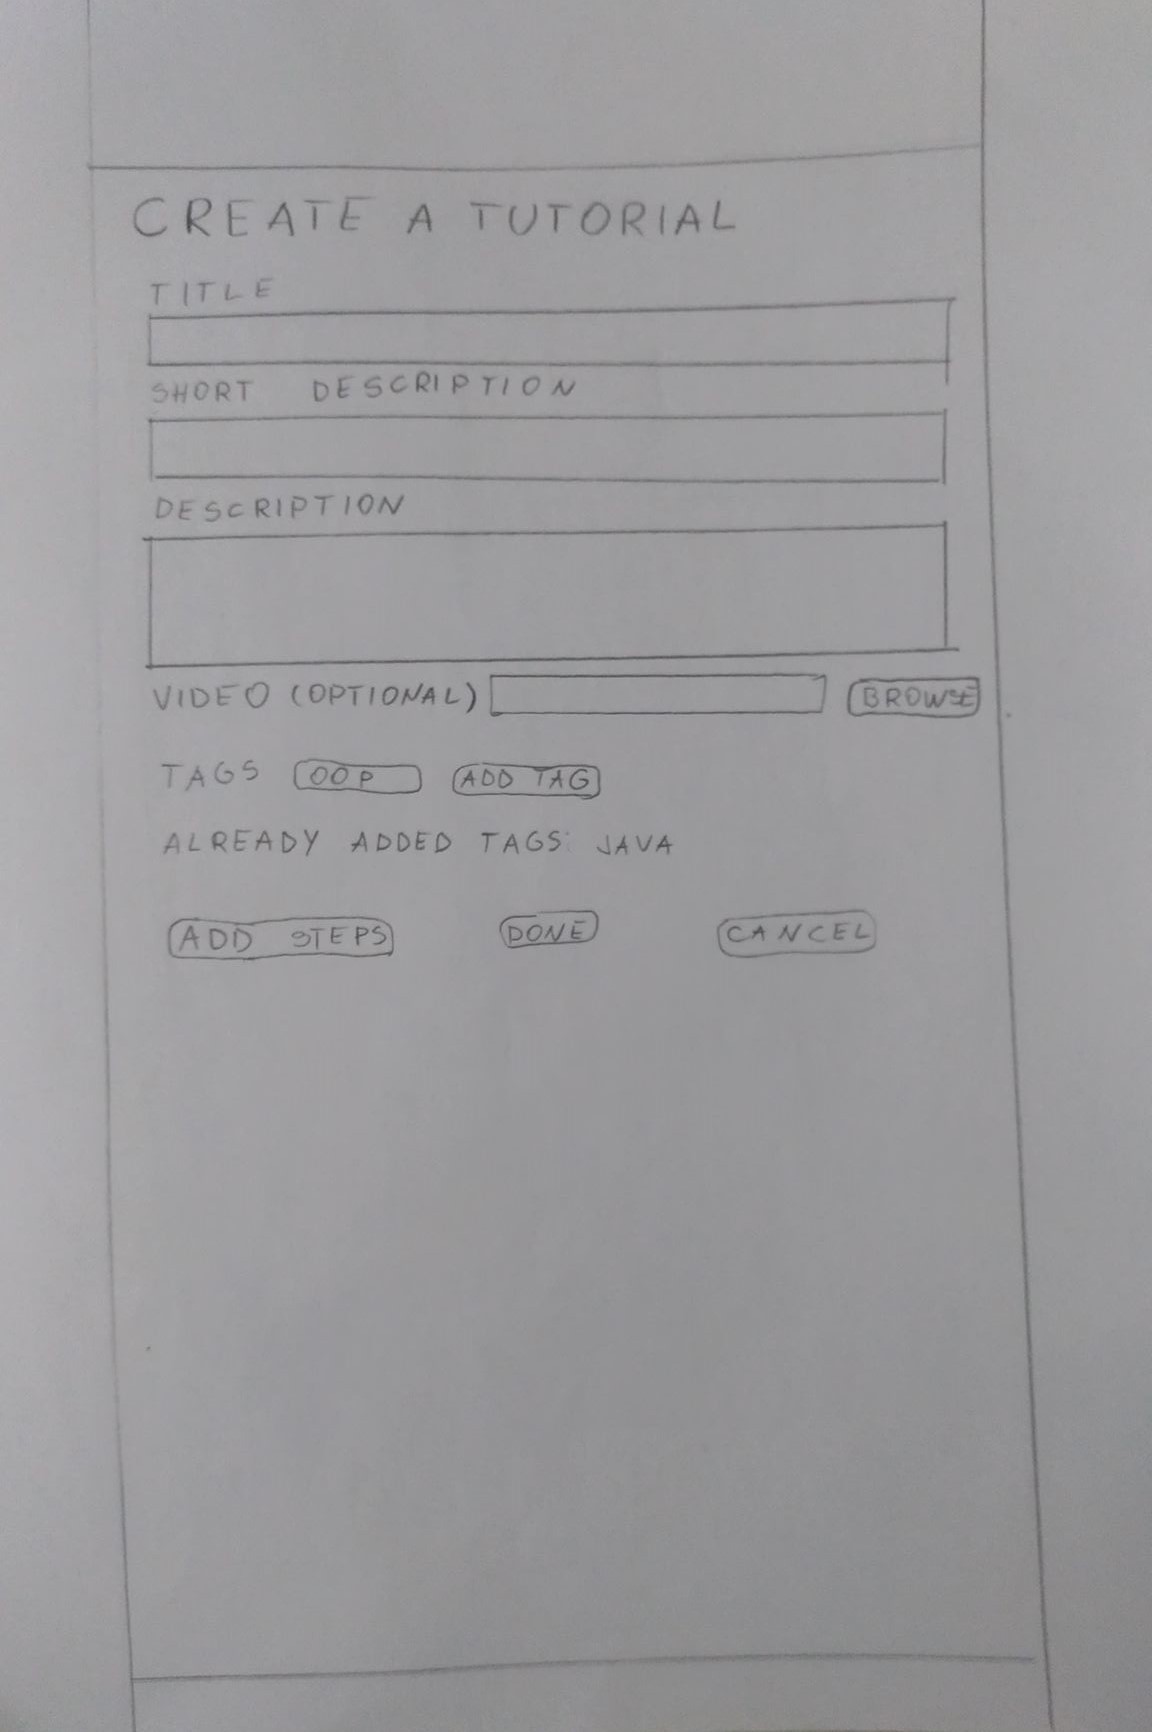 CREATE A TUTORIAL
TITLE
SHORT DESCRIPTION
DESCRIPTION
VIDEO (OPTIONAL) BROWSE
TAGS OOP ADD TAG
ALREADY ADDED TAGS: JAVA
ADD STEPS DONE CANCEL